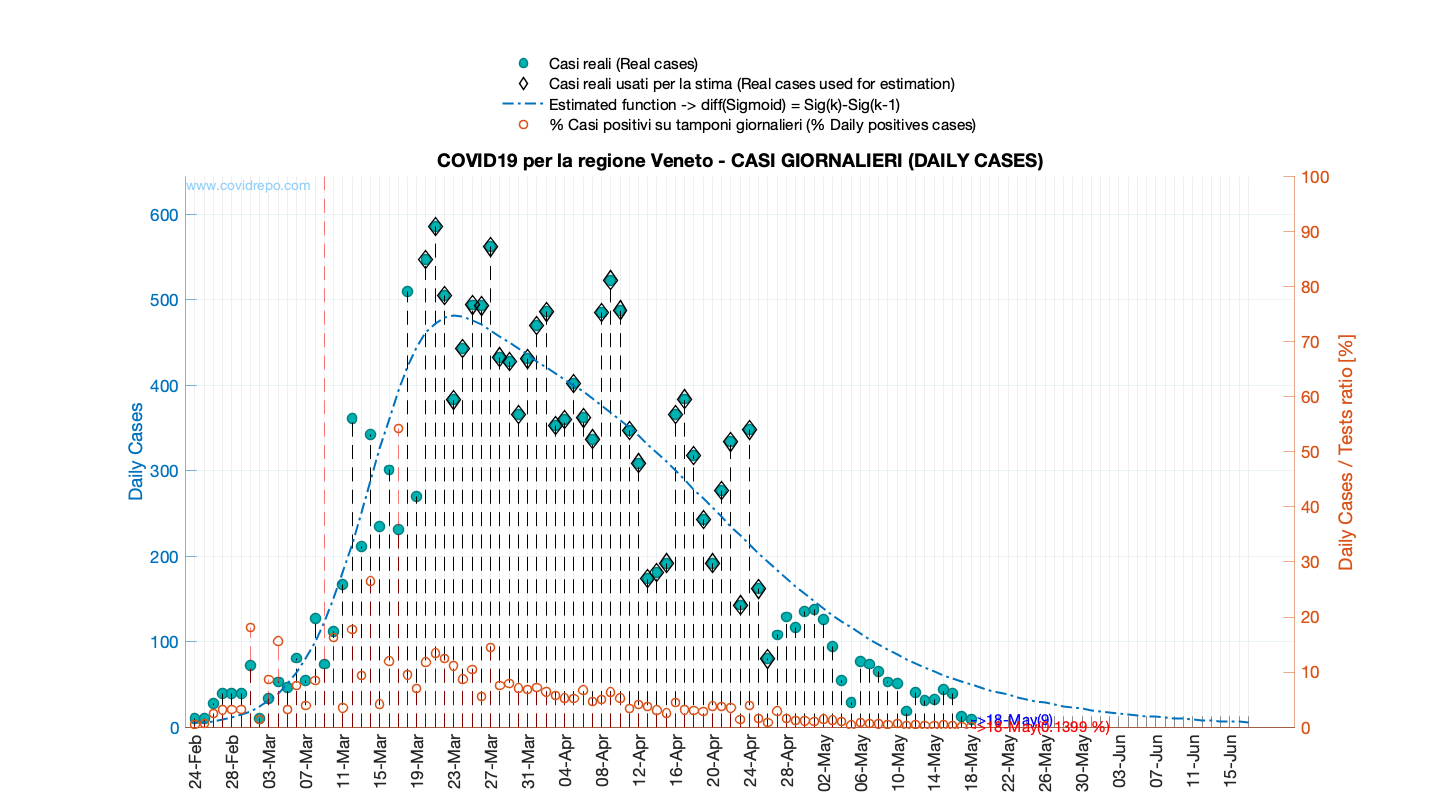 Casi reali (Real cases)
Casi reali usati per la stima (Real cases used for estimation)
Estimated function -> diff(Sigmoid) = Sig(k)-Sig(k-1)
% Casi positivi su tamponi giornalieri (% Daily positives cases)
COVID19 per la regione Veneto - CASI GIORNALIERI (DAILY CASES)
www.covidrepo.com
Daily Cases
600
500
400
300
200
100
0
100
90
80
70
60
50
40
30
20
10
0
Daily Cases / Tests ratio [%]
->18-May(9)
->18-May(0.1399 %)
24-Feb
28-Feb
03-Mar
07-Mar
11-Mar
15-Mar
19-Mar
23-Mar
27-Mar
31-Mar
04-Apr
08-Apr
12-Apr
16-Apr
20-Apr
24-Apr
28-Apr
02-May
06-May
10-May
14-May
18-May
22-May
26-May
30-May
03-Jun
07-Jun
11-Jun
15-Jun